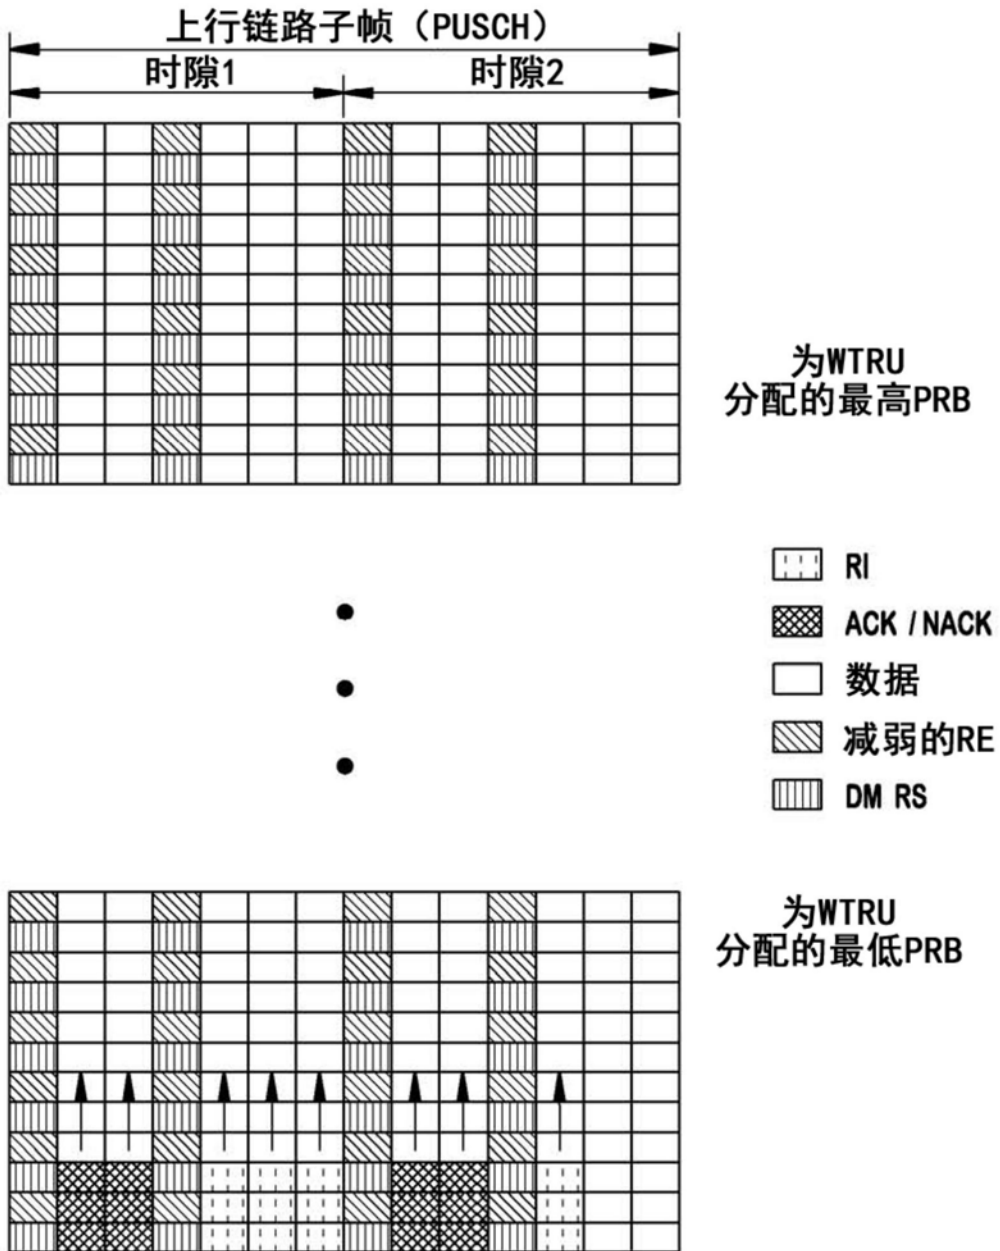 上行链路子帧（PUSCH）
时隙1
时隙2
为WTRU
分配的最高PRB
RI
ACK / NACK
数据
减弱的RE
DM RS
为WTRU
分配的最低PRB